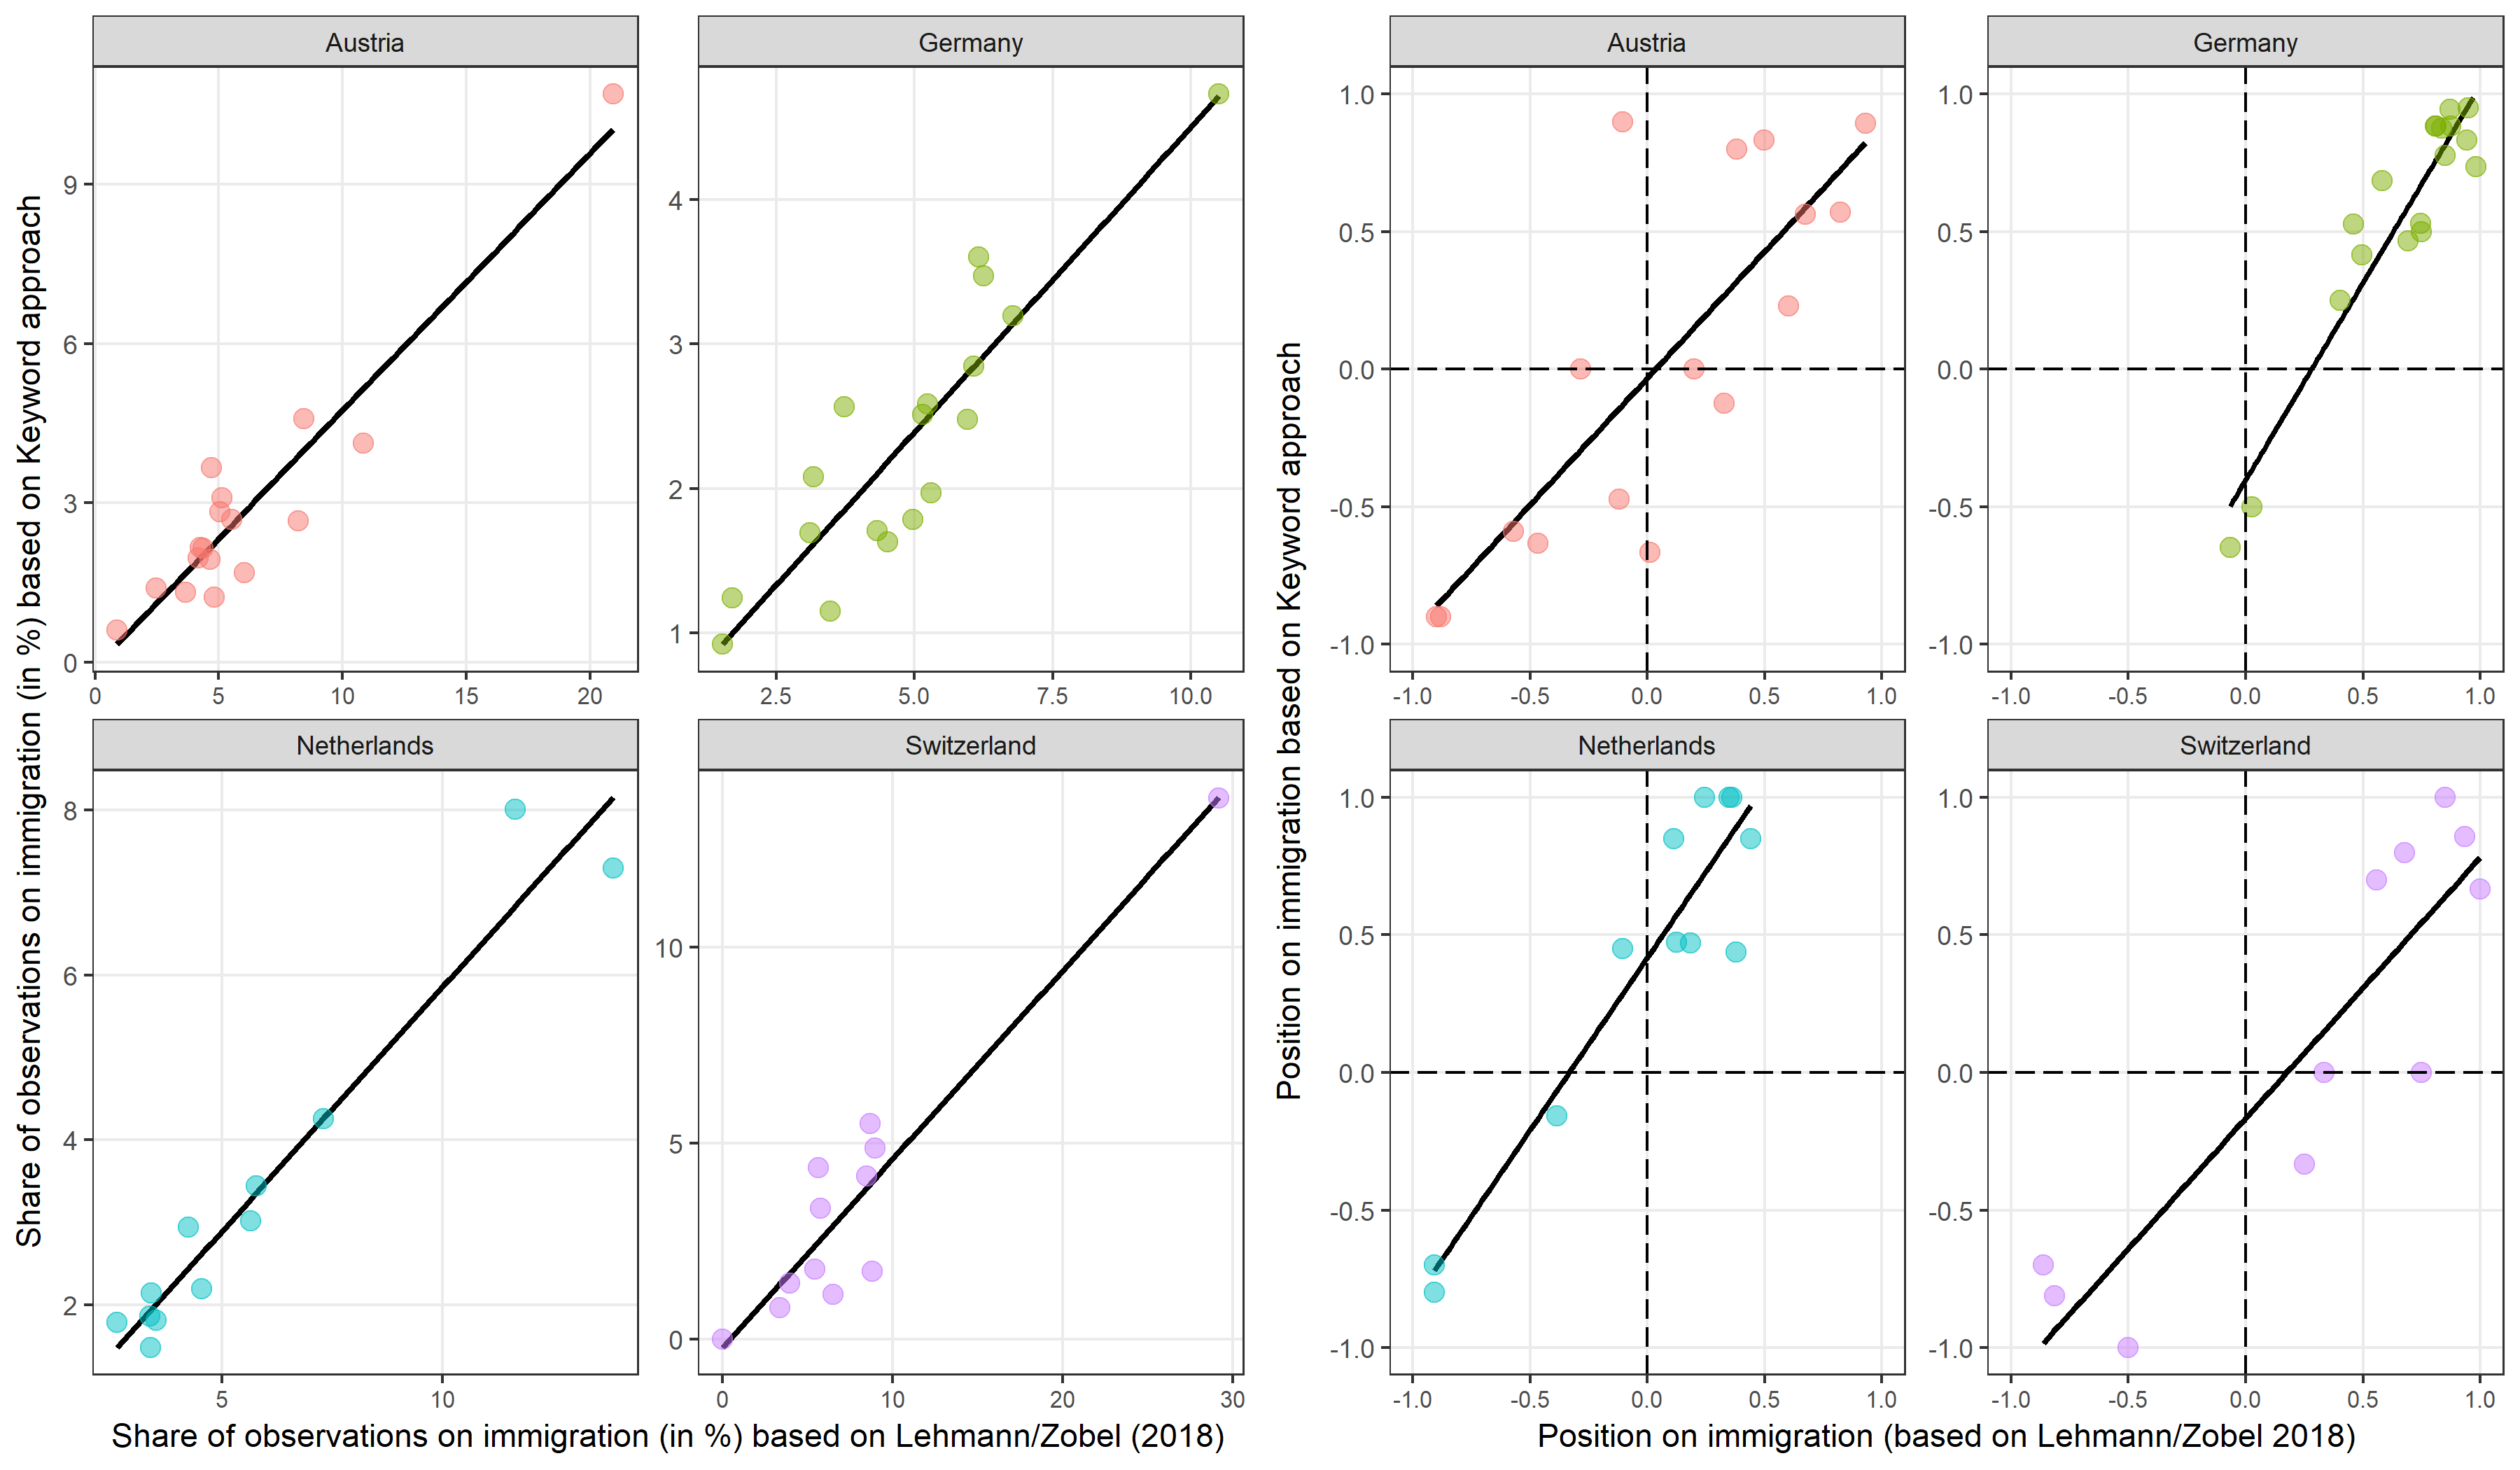 Austria
Germany
Austria
Germany
Share of observations on immigration (in %) based on Keyword approach
9
6
3
0
0 5 10 15 20
4
3
2
1
2.5 5.0 7.5 10.0
Position on immigration based on Keyword approach
1.0
0.5
0.0
-0.5
-1.0
-1.0 -0.5 0.0 0.5 1.0
1.0
0.5
0.0
-0.5
-1.0
-1.0 -0.5 0.0 0.5 1.0
Netherlands
Switzerland
Netherlands
Switzerland
8
6
4
2
5 10
10
5
0
0 10 20 30
1.0
0.5
0.0
-0.5
-1.0
-1.0 -0.5 0.0 0.5 1.0
1.0
0.5
0.0
-0.5
-1.0
-1.0 -0.5 0.0 0.5 1.0
Share of observations on immigration (in %) based on Lehmann/Zobel (2018)
Position on immigration (based on Lehmann/Zobel 2018)